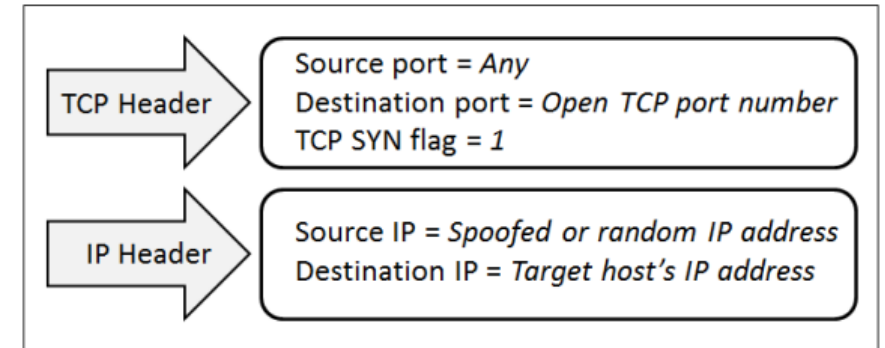 TCP Header
Source port = Any
Destination port = Open TCP port number
TCP SYN flag = 1
IP Header
Source IP = Spoofed or random IP address
Destination IP = Target host's IP address